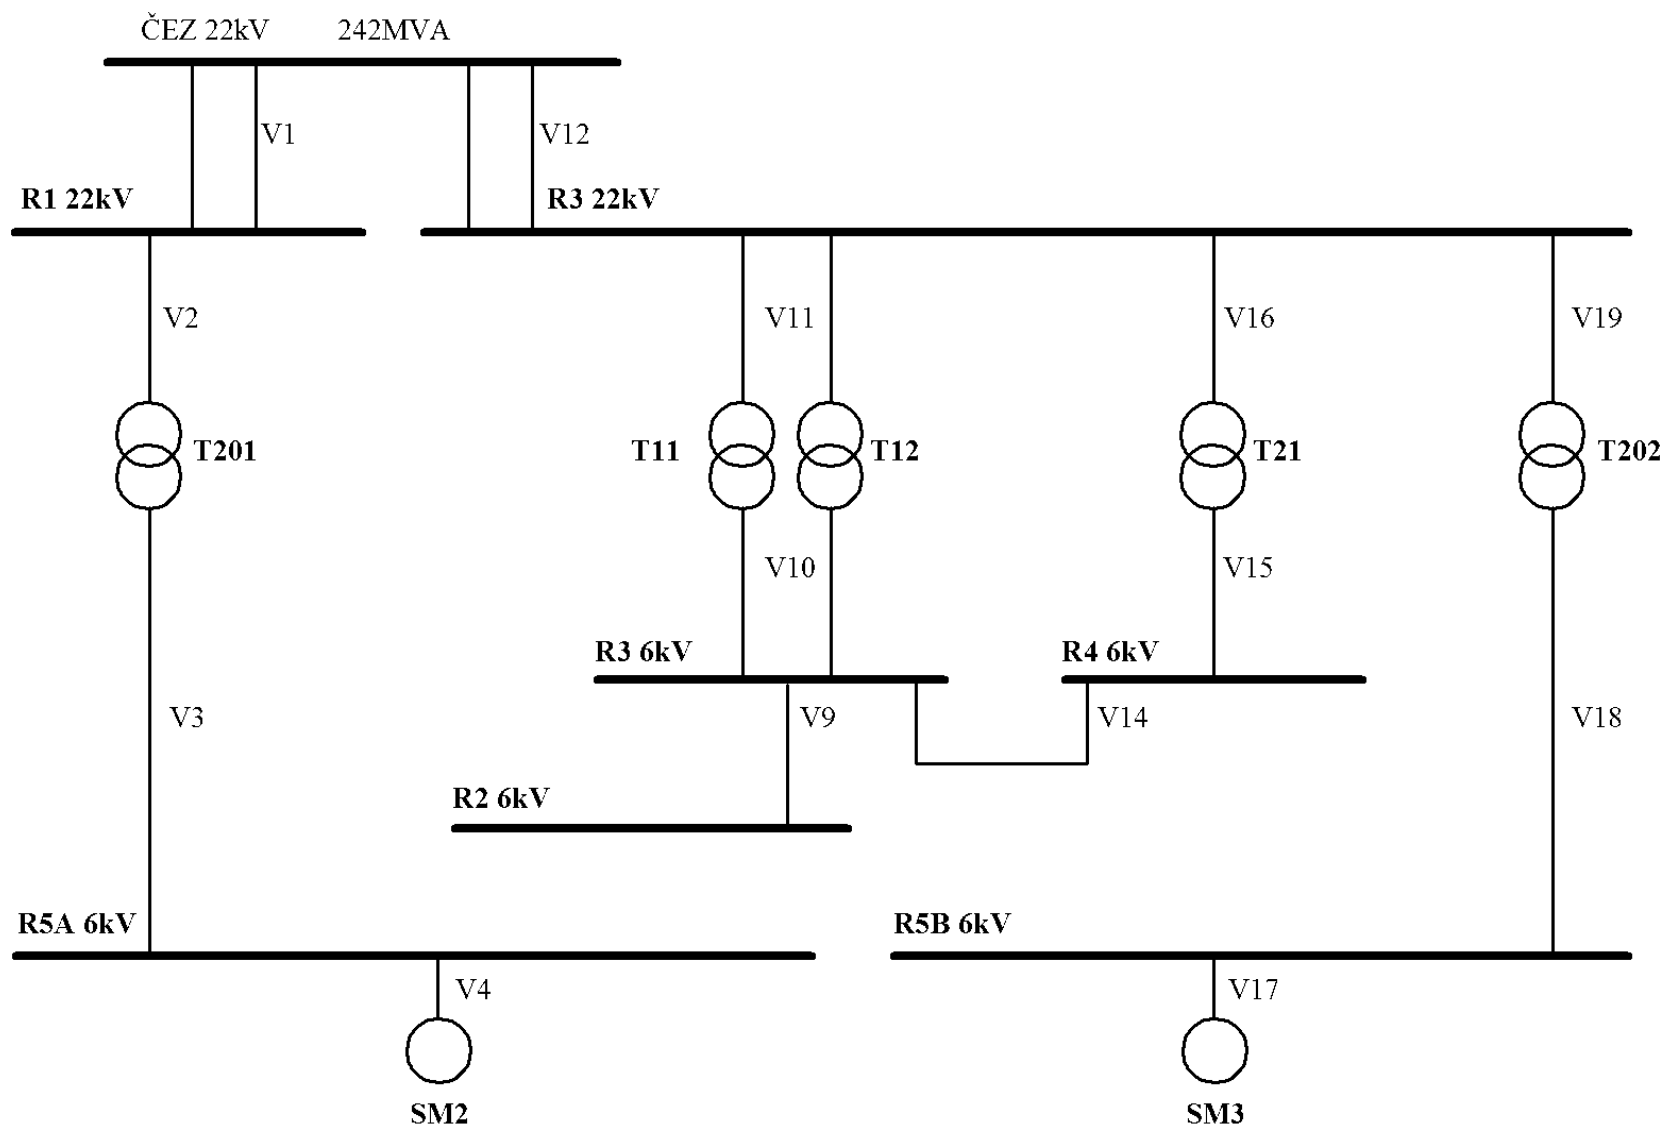 ČEZ 22kV 242MVA
V1
V12
R1 22kV
R3 22kV
V2
V11
V16
V19
T201
T11
T12
T21
T202
V10
V15
R3 6kV
R4 6kV
V3
V9
V14
V18
R2 6kV
R5A 6kV
R5B 6kV
V4
V17
SM2
SM3